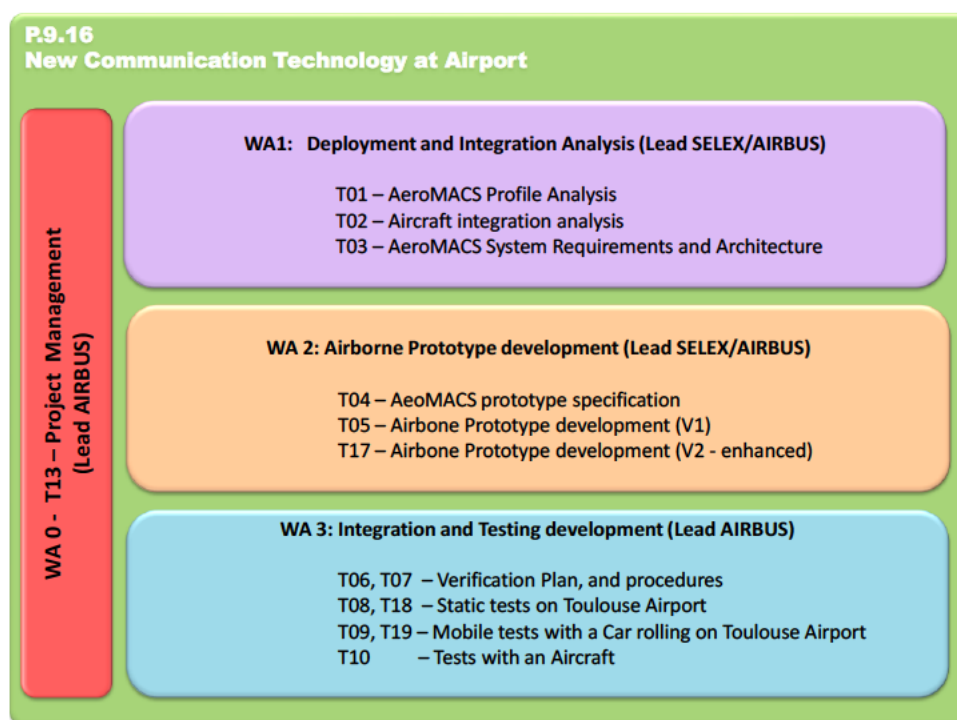 P.9.16
New Communication Technology at Airport
WA 0 - T13 – Project Management
(Lead AIRBUS)
WA1: Deployment and Integration Analysis (Lead SELEX/AIRBUS)
T01 – AeroMACS Profile Analysis
T02 – Aircraft integration analysis
T03 – AeroMACS System Requirements and Architecture
WA 2: Airborne Prototype development (Lead SELEX/AIRBUS)
T04 – AeoMACS prototype specification
T05 – Airbone Prototype development (V1)
T17 – Airbone Prototype development (V2 - enhanced)
WA 3: Integration and Testing development (Lead AIRBUS)
T06, T07 – Verification Plan, and procedures
T08, T18 – Static tests on Toulouse Airport
T09, T19 – Mobile tests with a Car rolling on Toulouse Airport
T10 – Tests with an Aircraft